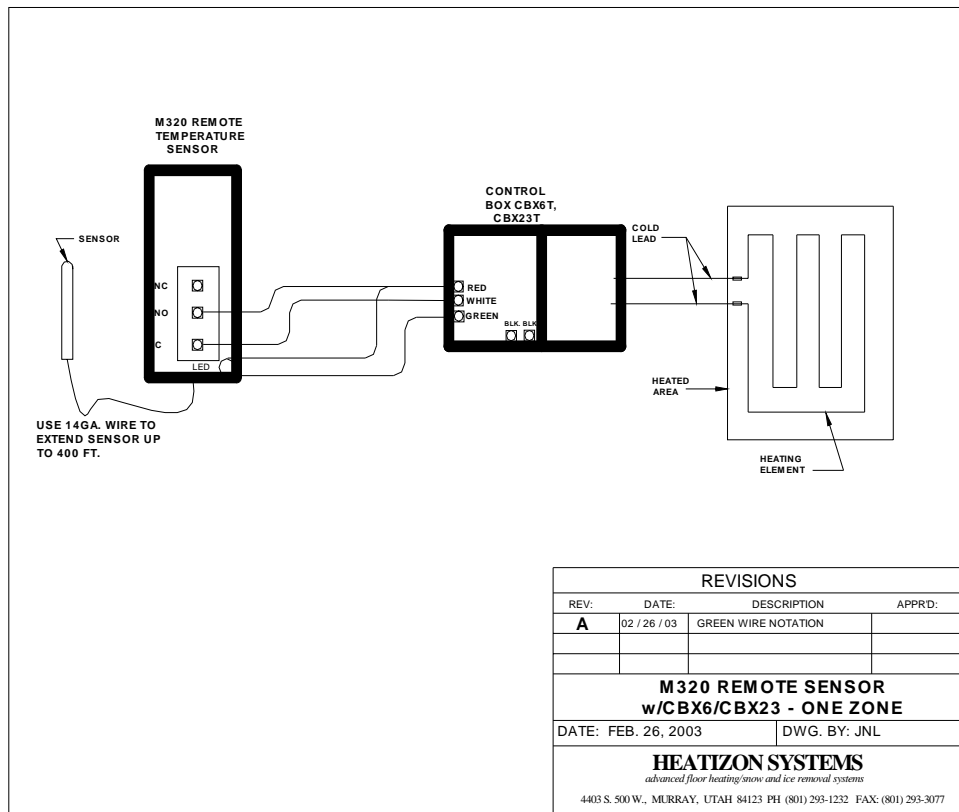 M320 REMOTE
TEMPERATURE
SENSOR
SENSOR
NC
NO
C
LED
USE 14GA. WIRE TO
EXTEND SENSOR UP
TO 400 FT.
CONTROL
BOX CBX6T,
CBX23T
RED
WHITE
GREEN
BLK. BLK
COLD
LEAD
HEATED
AREA
HEATING
ELEMENT
REVISIONS
REV: DATE: DESCRIPTION APPR'D:
A 02 / 26 / 03 GREEN WIRE NOTATION
M320 REMOTE SENSOR
w/CBX6/CBX23 - ONE ZONE
DATE: FEB. 26, 2003 DWG. BY: JNL
HEATIZON SYSTEMS
advanced floor heating/snow and ice removal systems
4403 S. 500 W., MURRAY, UTAH 84123 PH (801) 293-1232 FAX: (801) 293-3077